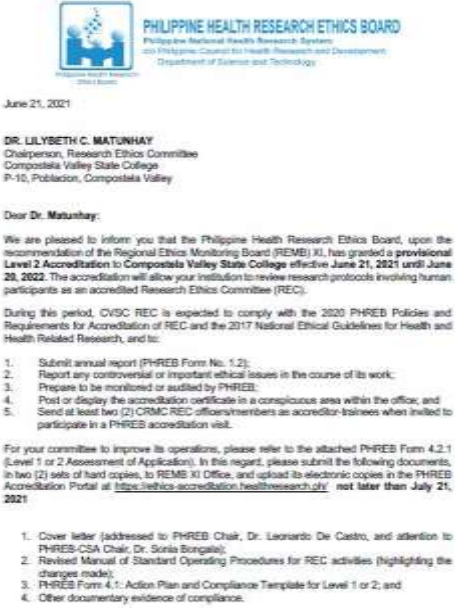 PHILIPPINE HEALTH RESEARCH ETHICS BOARD
Philippine National Health Research System
c/o Philippine Council for Health Research and Development
Department of Science and Technology
Philippine Health Research
Ethics Board
June 21, 2021
DR. LILYBETH C. MATUNHAY
Chairperson, Research Ethics Committee
Compostela Valley State College
P-10, Poblacion, Compostela Valley
Dear Dr. Matunhay:
We are pleased to inform you that the Philippine Health Research Ethics Board, upon the
recommendation of the Regional Ethics Monitoring Board (REMB) XI, has granted a provisional
Level 2 Accreditation to Compostela Valley State College effective June 21, 2021 until June
20, 2022. The accreditation will allow your institution to review research protocols involving human
participants as an accredited Research Ethics Committee (REC).
During this period, CVSC REC is expected to comply with the 2020 PHREB Policies and
Requirements for Accreditation of REC and the 2017 National Ethical Guidelines for Health and
Health Related Research, and to:
1. Submit annual report (PHREB Form No. 1.2);
2. Report any controversial or important ethical issues in the course of its work;
3. Prepare to be monitored or audited by PHREB;
4. Post or display the accreditation certificate in a conspicuous area within the office; and
5. Send at least two (2) CRMC REC officers/members as accreditor-trainees when invited to
participate in a PHREB accreditation visit.
For your committee to improve its operations, please refer to the attached PHREB Form 4.2.1
(Level 1 or 2 Assessment of Application). In this regard, please submit the following documents,
in two (2) sets of hard copies, to REMB XI Office, and upload its electronic copies in the PHREB
Accreditation Portal at https://ethics-accreditation.healthresearch.ph/ not later than July 21,
2021
1. Cover letter (addressed to PHREB Chair, Dr. Leonardo De Castro, and attention to
PHREB-CSA Chair, Dr. Sonia Bongala);
2. Revised Manual of Standard Operating Procedures for REC activities (highlighting the
changes made);
3. PHREB Form 4.1: Action Plan and Compliance Template for Level 1 or 2; and
4. Other documentary evidence of compliance.